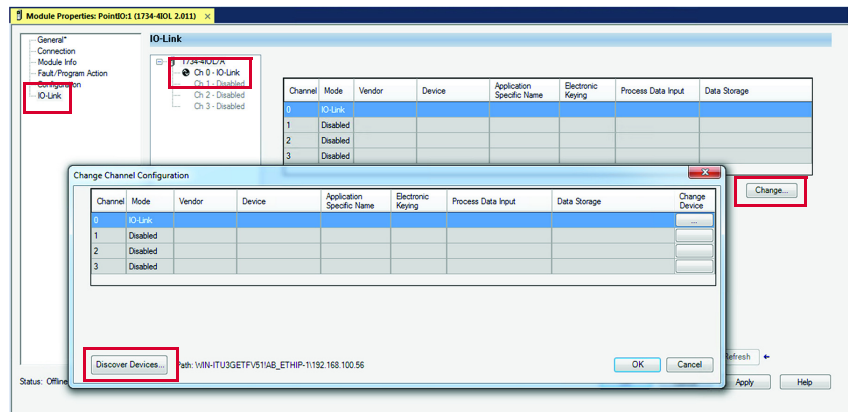 Module Properties: PointIO:1 (1734-4IOL 2.011)
General*
Connection
Module Info
Fault/Program Action
Configuration
IO-Link
IO-Link
1734-4IOL/A
Ch 0 - IO-Link
Ch 1 - Disabled
Ch 2 - Disabled
Ch 3 - Disabled
Channel Mode Vendor Device Application Specific Name Electronic Keying Process Data Input Data Storage
0 IO-Link
1 Disabled
2 Disabled
3 Disabled
Change...
Change Channel Configuration
Channel Mode Vendor Device Application Specific Name Electronic Keying Process Data Input Data Storage Change Device
0 IO-Link ...
1 Disabled
2 Disabled
3 Disabled
Discover Devices... Path: \WIN-ITU3GETFV51!AB_ETHIP-1\192.168.100.56
OK Cancel
Refresh
Status: Offline
Apply Help